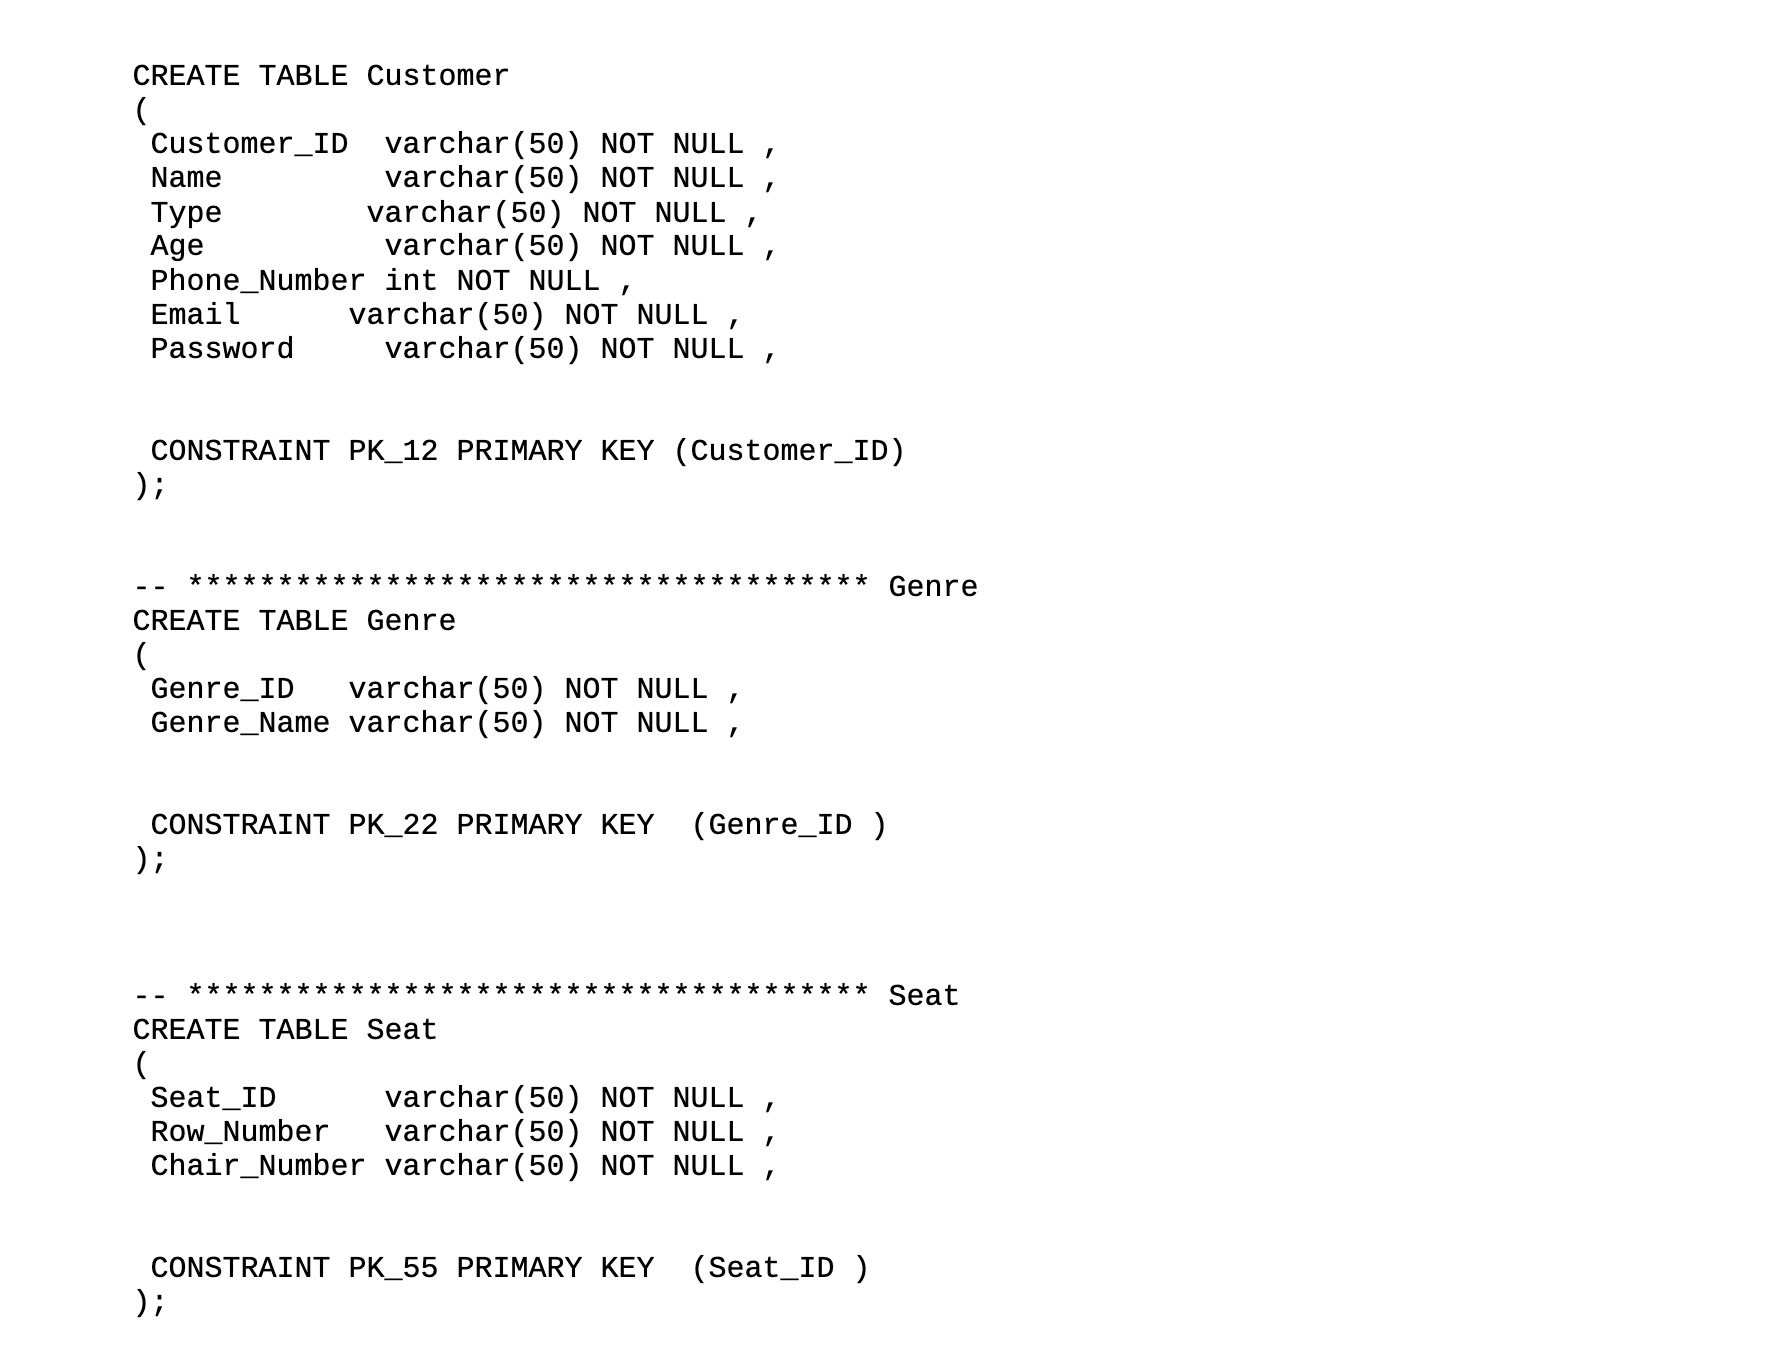 CREATE TABLE Customer
(
 Customer_ID  varchar(50) NOT NULL ,
 Name         varchar(50) NOT NULL ,
 Type        varchar(50) NOT NULL ,
 Age          varchar(50) NOT NULL ,
 Phone_Number int NOT NULL ,
 Email      varchar(50) NOT NULL ,
 Password     varchar(50) NOT NULL ,
 CONSTRAINT PK_12 PRIMARY KEY (Customer_ID)
);
-- ************************************** Genre
CREATE TABLE Genre
(
 Genre_ID   varchar(50) NOT NULL ,
 Genre_Name varchar(50) NOT NULL ,
 CONSTRAINT PK_22 PRIMARY KEY  (Genre_ID )
);
-- ************************************** Seat
CREATE TABLE Seat
(
 Seat_ID      varchar(50) NOT NULL ,
 Row_Number   varchar(50) NOT NULL ,
 Chair_Number varchar(50) NOT NULL ,
 CONSTRAINT PK_55 PRIMARY KEY  (Seat_ID )
);